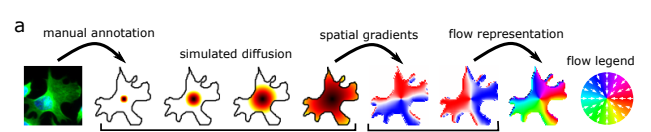 a
manual annotation
simulated diffusion
spatial gradients
flow representation
flow legend